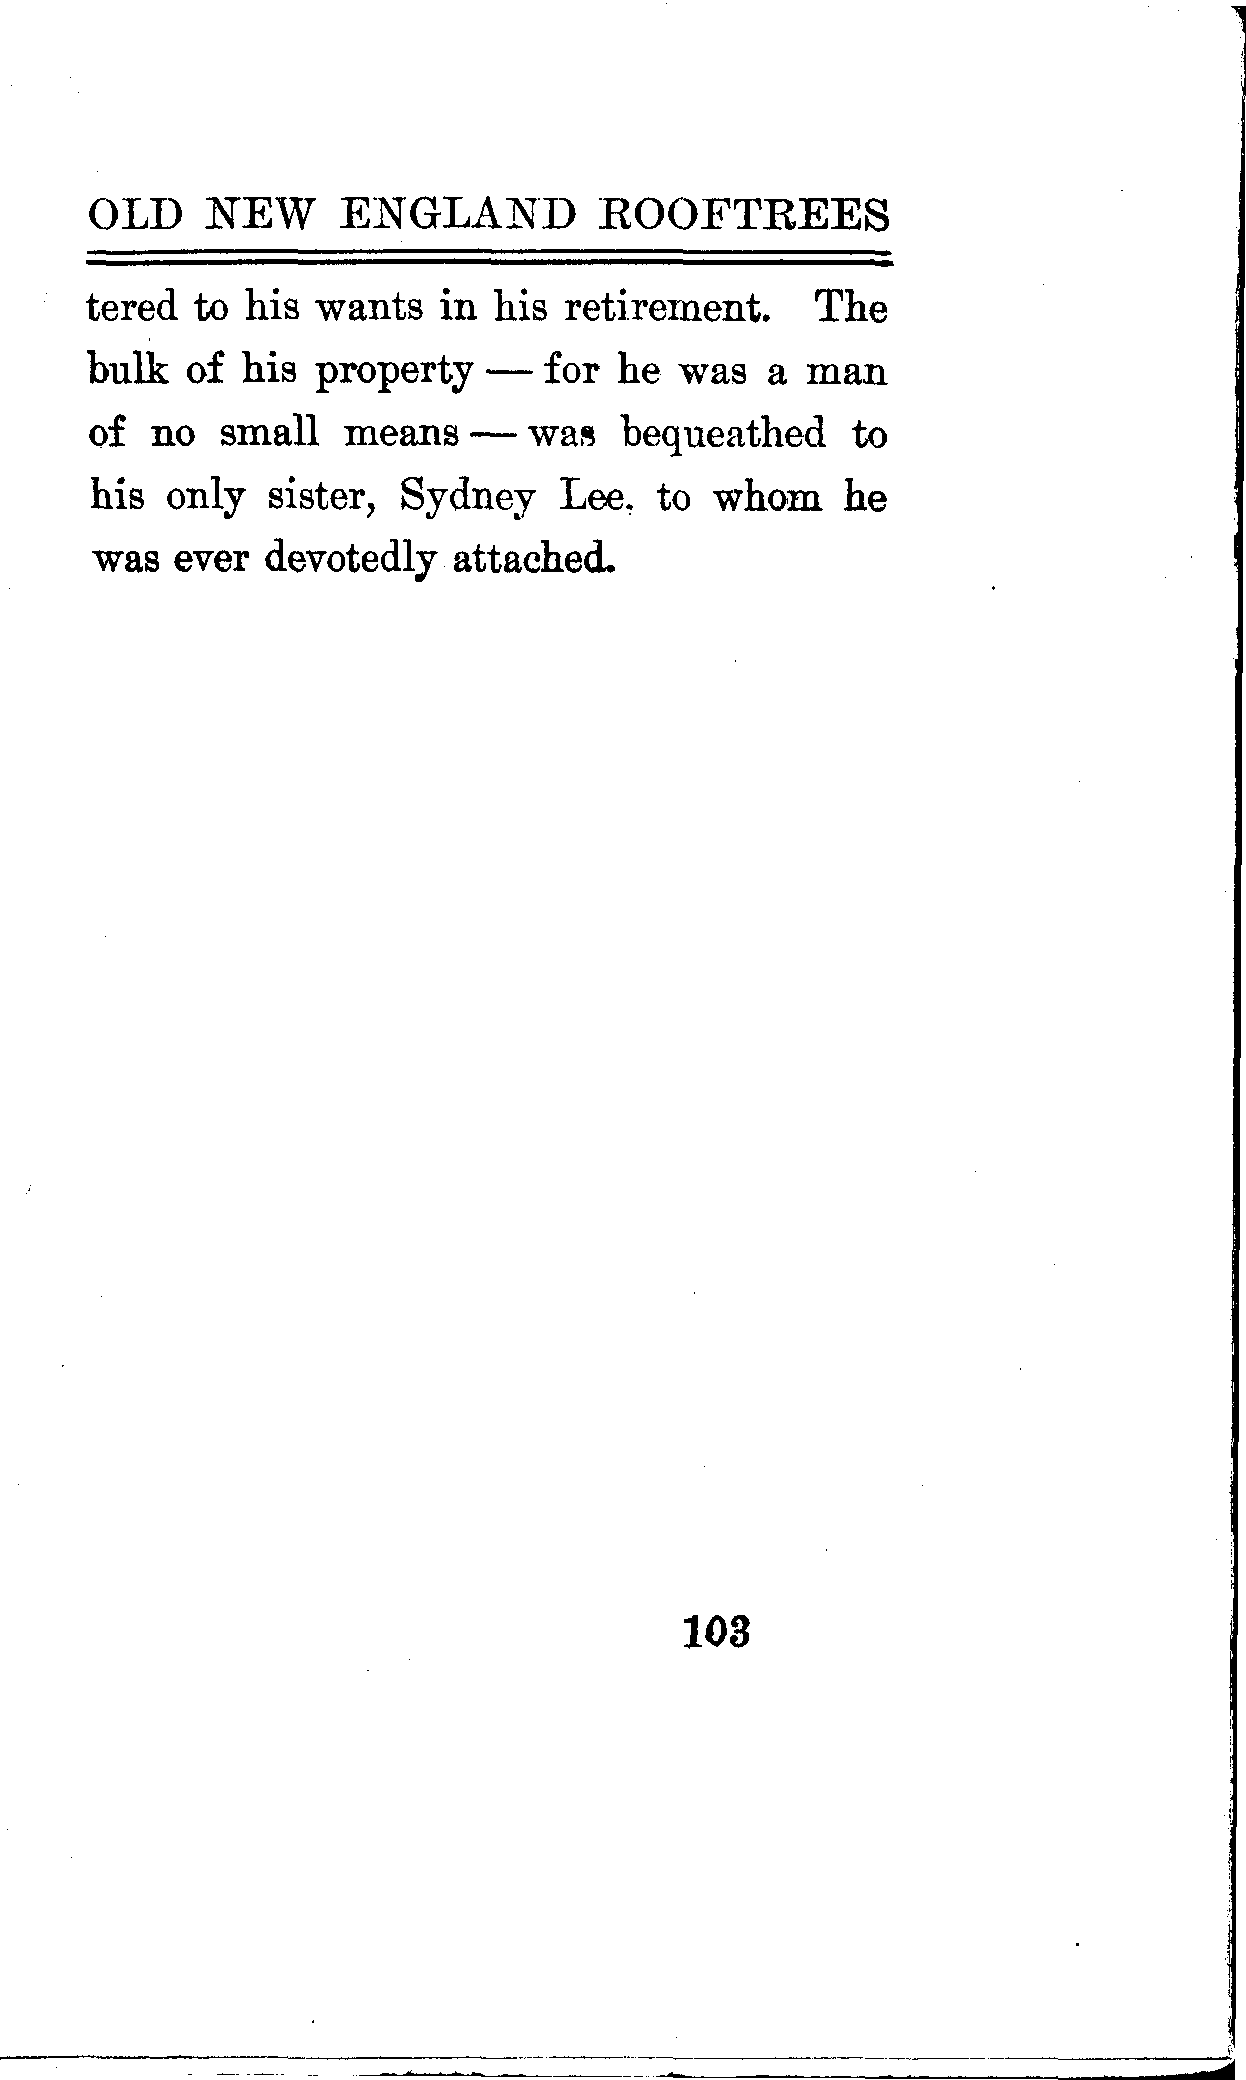 OLD NEW ENGLAND ROOFTREES
tered to his wants in his retirement. The
bulk of his property — for he was a man
of no small means — was bequeathed to
his only sister, Sydney Lee, to whom he
was ever devotedly attached.
103